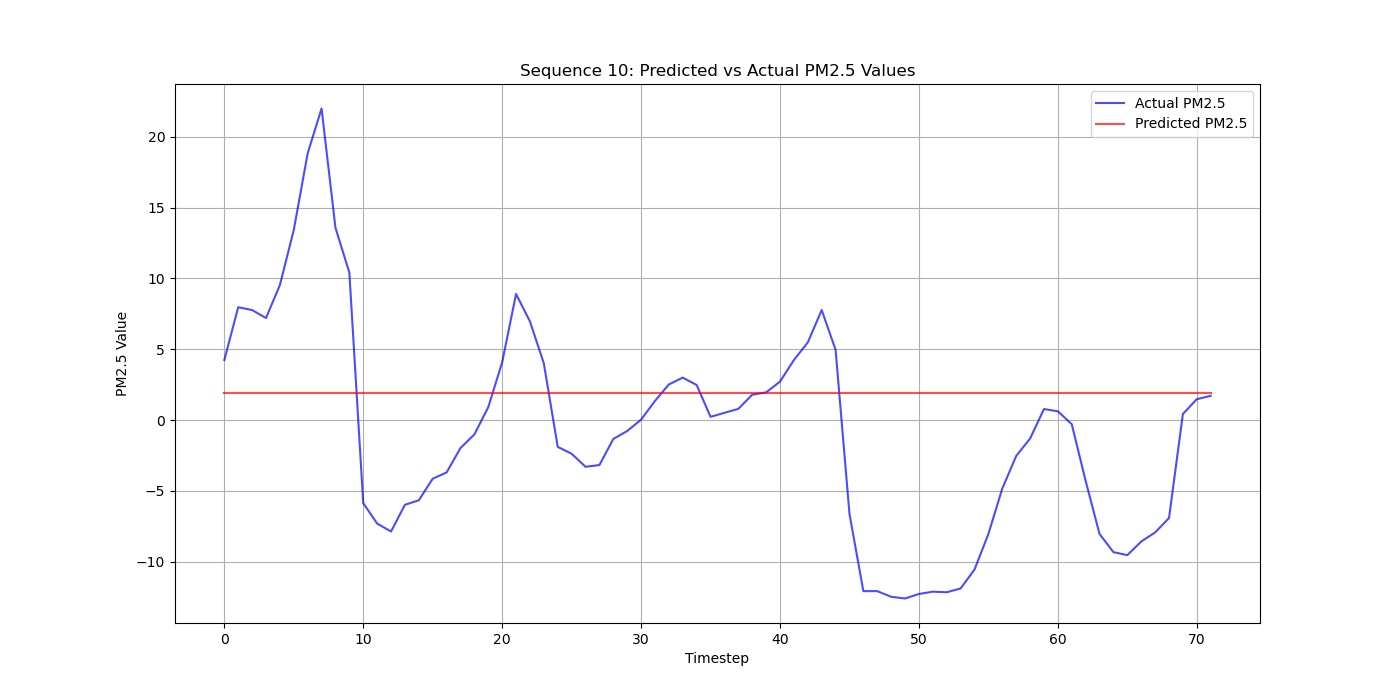 Sequence 10: Predicted vs Actual PM2.5 Values
Actual PM2.5
Predicted PM2.5
PM2.5 Value
20
15
10
5
0
−5
−10
0 10 20 30 40 50 60 70
Timestep